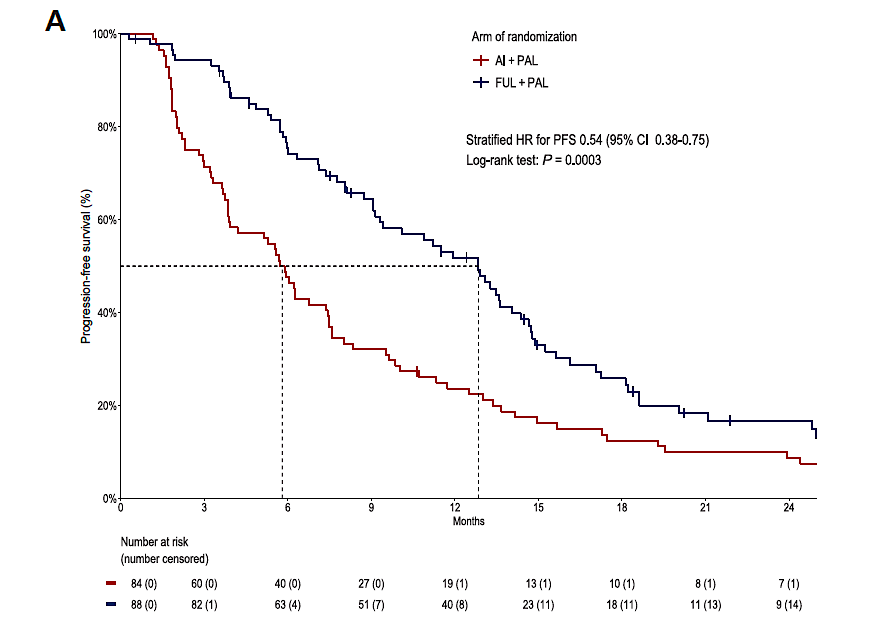 A
Arm of randomization
AI + PAL
FUL + PAL
Stratified HR for PFS 0.54 (95% CI 0.38-0.75)
Log-rank test: P = 0.0003
Progression-free survival (%)
100%
80%
60%
40%
20%
0%
0 3 6 9 12 15 18 21 24
Months
Number at risk
(number censored)
84 (0) 60 (0) 40 (0) 27 (0) 19 (1) 13 (1) 10 (1) 8 (1) 7 (1)
88 (0) 82 (1) 63 (4) 51 (7) 40 (8) 23 (11) 18 (11) 11 (13) 9 (14)